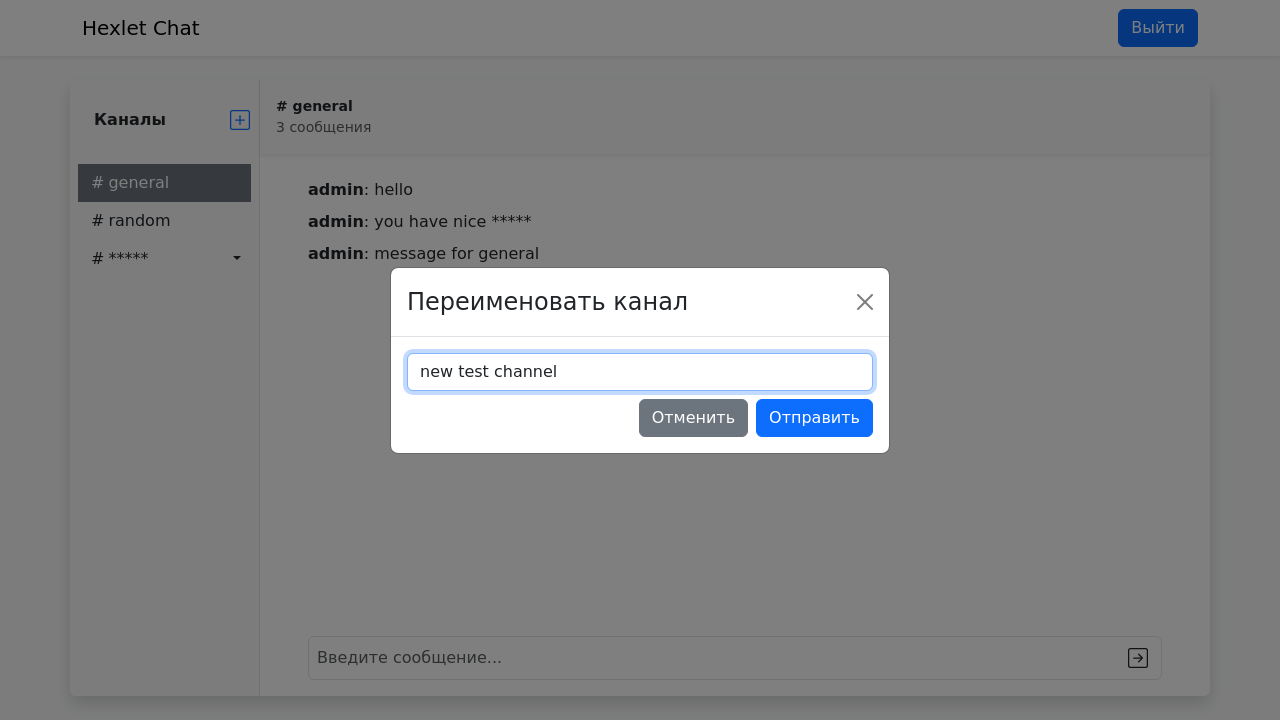 Hexlet Chat
Выйти
Каналы
# general
# random
# *****
# general
3 сообщения
admin: hello
admin: you have nice *****
admin: message for general
Переименовать канал
new test channel
Отменить
Отправить
Введите сообщение...